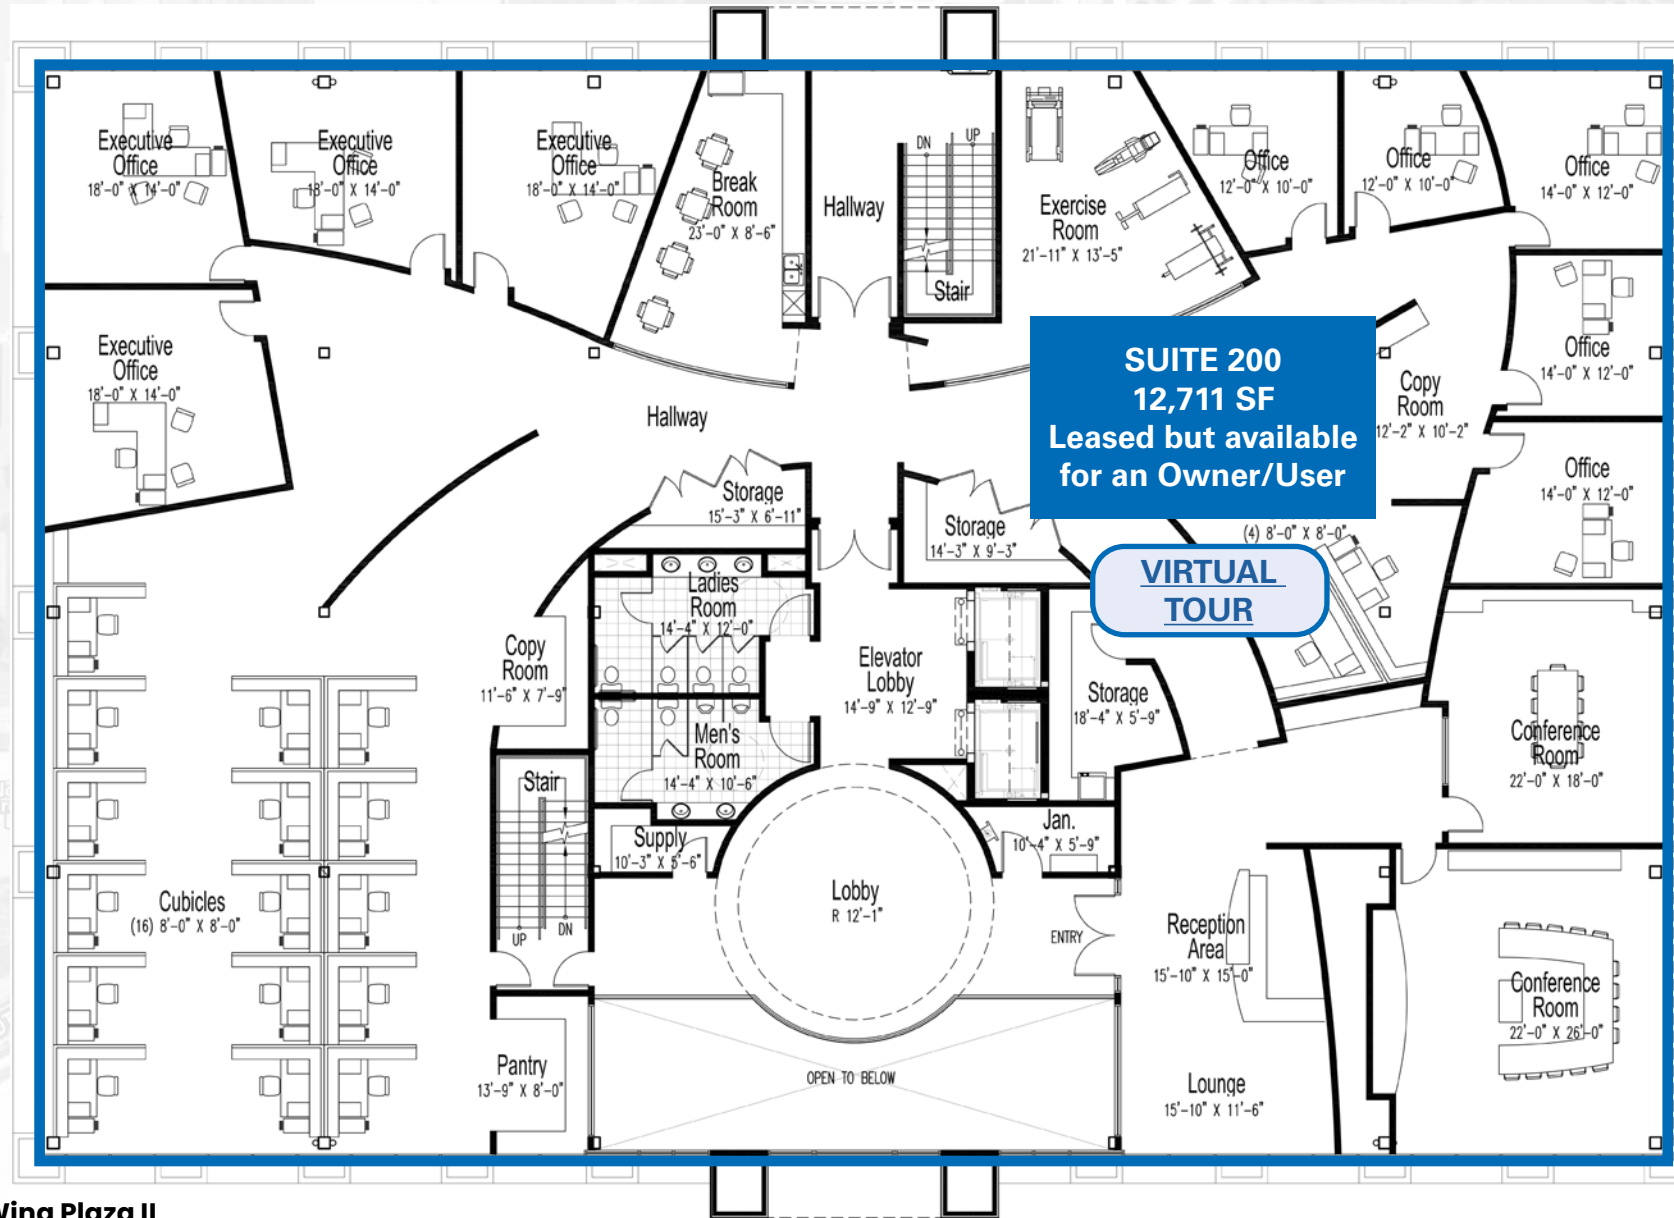 Executive
Office
18'-0" X 14'-0"
Executive
Office
18'-0" X 14'-0"
Executive
Office
18'-0" X 14'-0"
Break
Room
23'-0" X 8'-6"
Hallway
DN
UP
Stair
Exercise
Room
21'-11" X 13'-5"
Office
12'-0" X 10'-0"
Office
12'-0" X 10'-0"
Office
14'-0" X 12'-0"
Executive
Office
18'-0" X 14'-0"
Hallway
SUITE 200
12,711 SF
Leased but available
for an Owner/User
Copy
Room
12'-2" X 10'-2"
Office
14'-0" X 12'-0"
Office
14'-0" X 12'-0"
Storage
15'-3" X 6'-11"
Storage
14'-3" X 9'-3"
(4) 8'-0" X 8'-0"
VIRTUAL
TOUR
Ladies
Room
14'-4" X 12'-0"
Copy
Room
11'-6" X 7'-9"
Elevator
Lobby
14'-9" X 12'-9"
Storage
18'-4" X 5'-9"
Men's
Room
14'-4" X 10'-6"
Conference
Room
22'-0" X 18'-0"
Stair
UP
DN
Supply
10'-3" X 5'-6"
Jan.
10'-4" X 5'-9"
Cubicles
(16) 8'-0" X 8'-0"
Lobby
R 12'-1"
ENTRY
Reception
Area
15'-10" X 15'-0"
Conference
Room
22'-0" X 26'-0"
Pantry
13'-9" X 8'-0"
OPEN TO BELOW
Lounge
15'-10" X 11'-6"
Plaza II